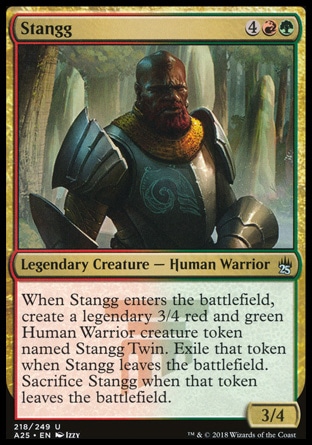 Stangg 4
Legendary Creature — Human Warrior 25
When Stangg enters the battlefield,
create a legendary 3/4 red and green
Human Warrior creature token
named Stangg Twin. Exile that token
when Stangg leaves the battlefield.
Sacrifice Stangg when that token
leaves the battlefield.
3/4
218/249 U
A25 • EN Izzy ™ & © 2018 Wizards of the Coast